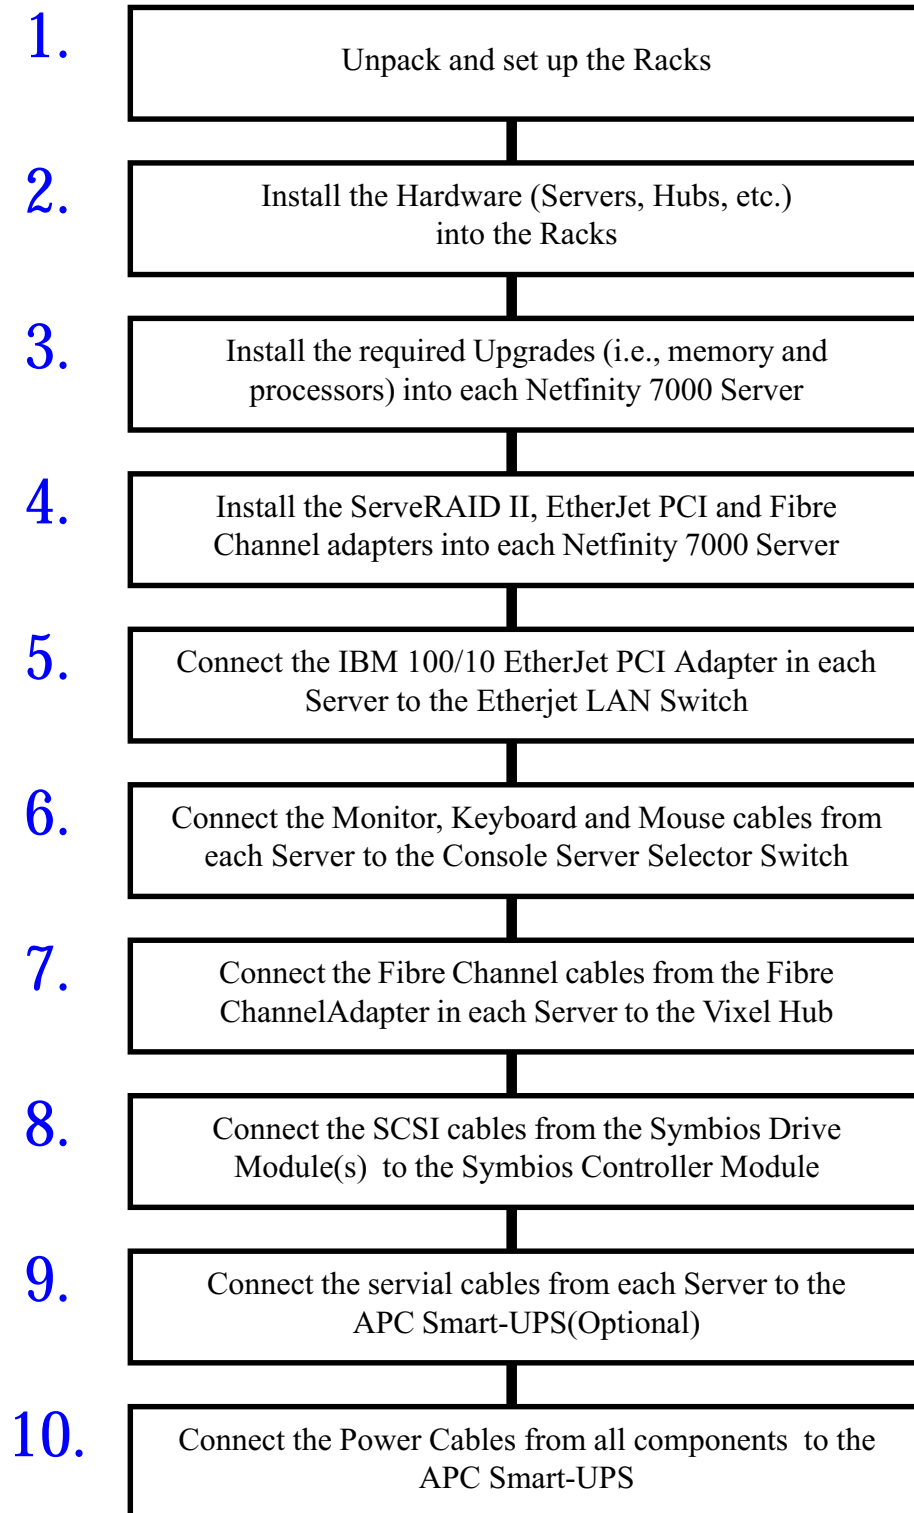 1.
Unpack and set up the Racks
2.
Install the Hardware (Servers, Hubs, etc.)
into the Racks
3.
Install the required Upgrades (i.e., memory and
processors) into each Netfinity 7000 Server
4.
Install the ServeRAID II, EtherJet PCI and Fibre
Channel adapters into each Netfinity 7000 Server
5.
Connect the IBM 100/10 EtherJet PCI Adapter in each
Server to the Etherjet LAN Switch
6.
Connect the Monitor, Keyboard and Mouse cables from
each Server to the Console Server Selector Switch
7.
Connect the Fibre Channel cables from the Fibre
ChannelAdapter in each Server to the Vixel Hub
8.
Connect the SCSI cables from the Symbios Drive
Module(s)  to the Symbios Controller Module
9.
Connect the servial cables from each Server to the
APC Smart-UPS(Optional)
10.
Connect the Power Cables from all components  to the
APC Smart-UPS